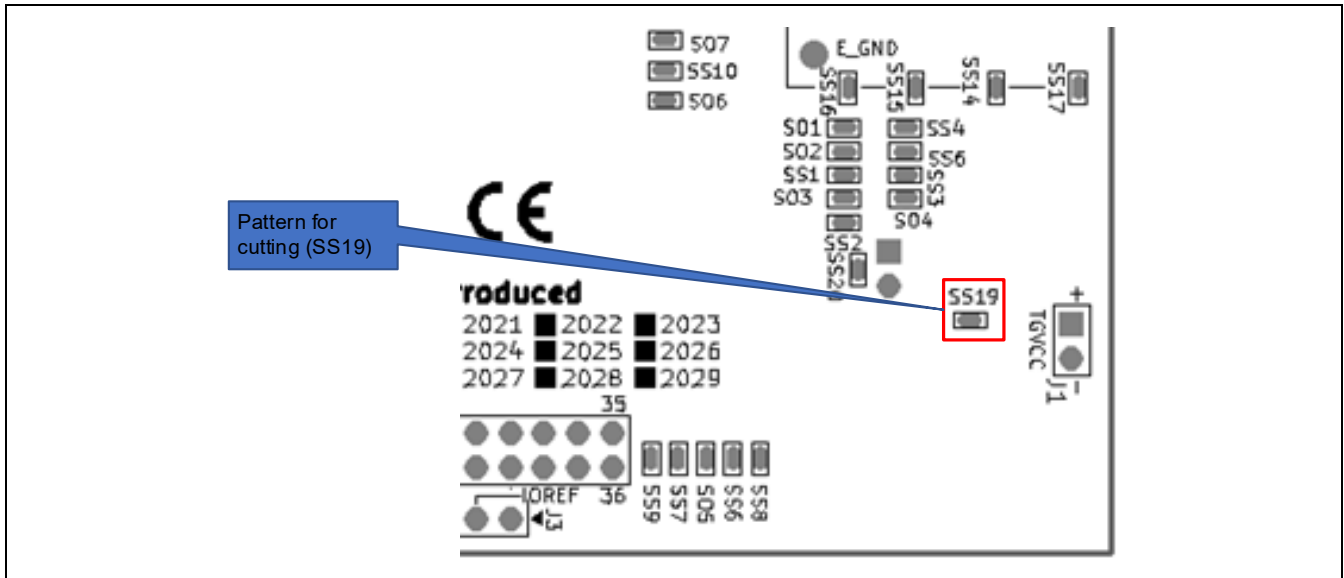 SO7
SS10
SO6
E_GND
SS16
SS15
SS14
SS17
SO1
SS4
SO2
SS6
SS1
SS3
SO3
SO4
SS2
SS20
CE
Pattern for
cutting (SS19)
SS19
+
TGVCC
-
J1
roduced
2021 2022 2023
2024 2025 2026
2027 2028 2029
35
IOREF 36
J3
SS9
SS7
SO5
SS6
SS8